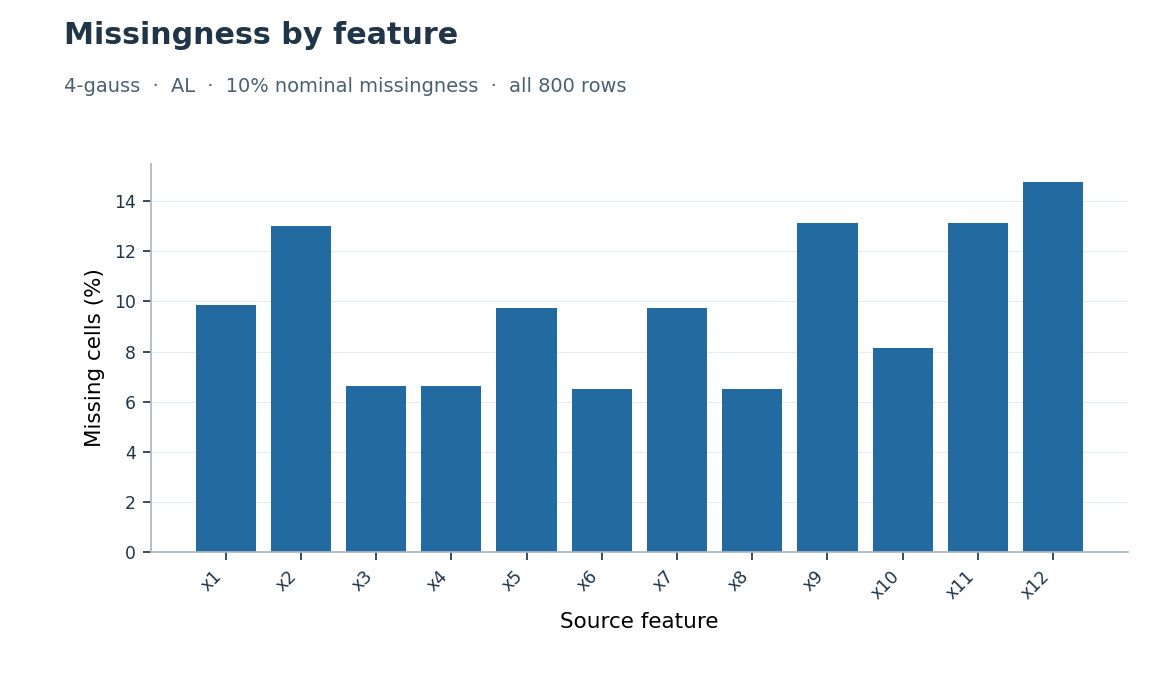 Missingness by feature
4-gauss · AL · 10% nominal missingness · all 800 rows
Missing cells (%)
14
12
10
8
6
4
2
0
x1 x2 x3 x4 x5 x6 x7 x8 x9 x10 x11 x12
Source feature